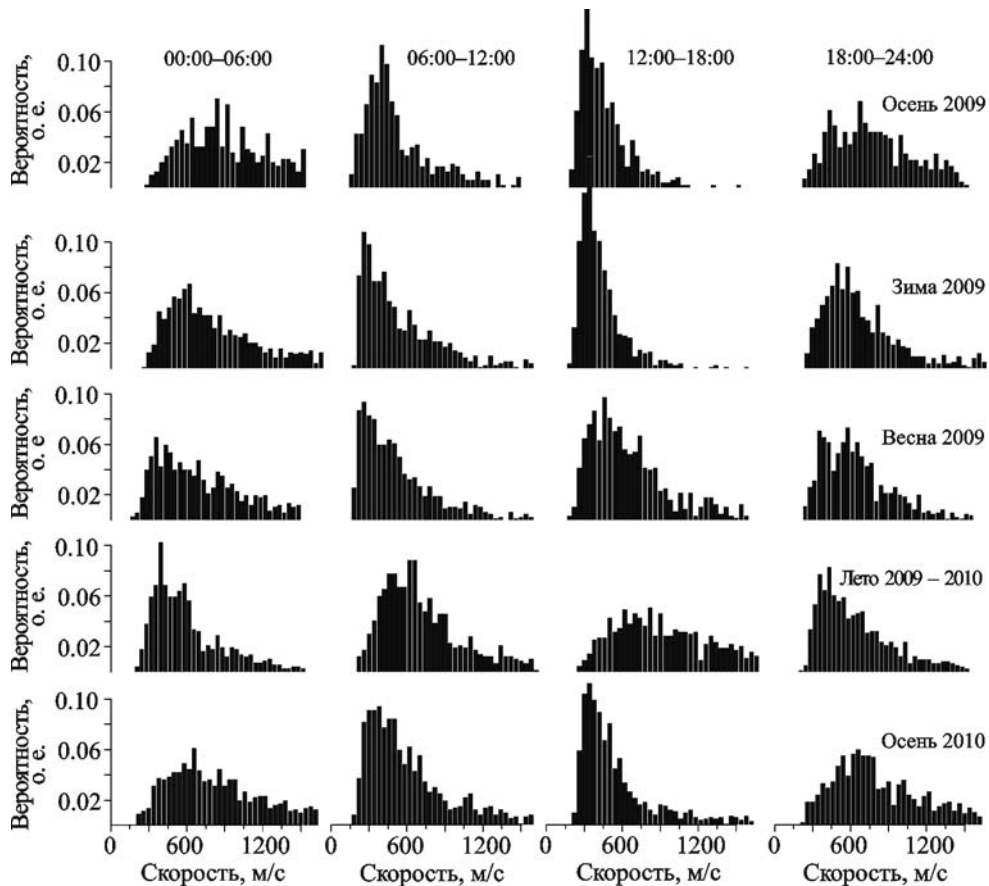 00:00–06:00 06:00–12:00 12:00–18:00 18:00–24:00
Вероятность,
о. е.
0.10
0.06
0.02
Осень 2009
Вероятность,
о. е.
0.10
0.06
0.02
Зима 2009
Вероятность,
о. е
0.10
0.06
0.02
Весна 2009
Вероятность,
о. е.
0.10
0.06
0.02
Лето 2009 – 2010
Вероятность,
о. е.
0.10
0.06
0.02
Осень 2010
0 600 1200 0 600 1200 0 600 1200 0 600 1200
Скорость, м/с Скорость, м/с Скорость, м/с Скорость, м/с